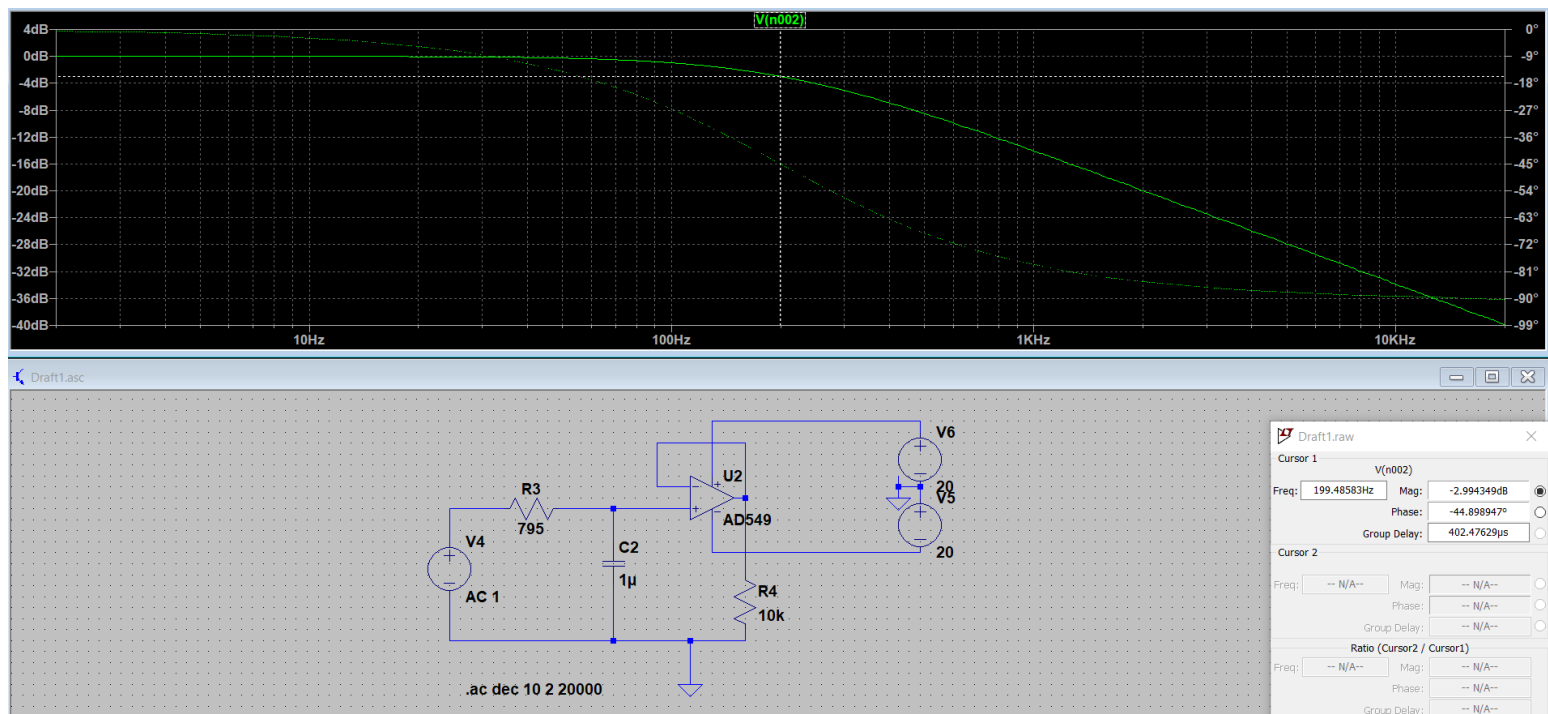 V(n002)
4dB
0dB
-4dB
-8dB
-12dB
-16dB
-20dB
-24dB
-28dB
-32dB
-36dB
-40dB
0°
-9°
-18°
-27°
-36°
-45°
-54°
-63°
-72°
-81°
-90°
-99°
10Hz 100Hz 1KHz 10KHz
Draft1.asc
V6
20
V5
20
U2
AD549
R3
795
V4
AC 1
C2
1µ
R4
10k
.ac dec 10 2 20000
Draft1.raw
Cursor 1
V(n002)
Freq: 199.48583Hz Mag: -2.994349dB
Phase: -44.898947°
Group Delay: 402.47629µs
Cursor 2
Freq: -- N/A-- Mag: -- N/A--
Phase: -- N/A--
Group Delay: -- N/A--
Ratio (Cursor2 / Cursor1)
Freq: -- N/A-- Mag: -- N/A--
Phase: -- N/A--
Group Delay: -- N/A--